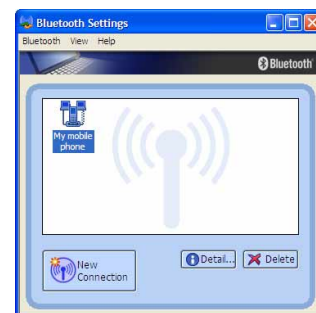 Bluetooth Settings
Bluetooth View Help
Bluetooth
My mobile
phone
New
Connection
Detail...
Delete